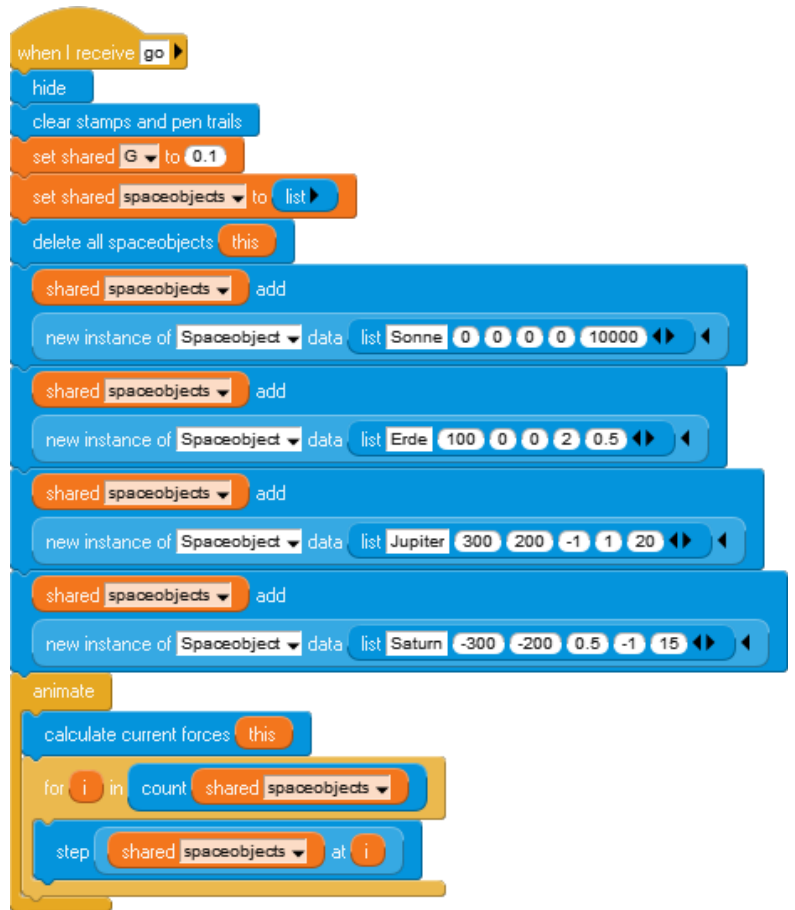 when I receive go
hide
clear stamps and pen trails
set shared G to 0.1
set shared spaceobjects to list
delete all spaceobjects this
shared spaceobjects add
new instance of Spaceobject data list Sonne 0 0 0 0 10000
shared spaceobjects add
new instance of Spaceobject data list Erde 100 0 0 2 0.5
shared spaceobjects add
new instance of Spaceobject data list Jupiter 300 200 -1 1 20
shared spaceobjects add
new instance of Spaceobject data list Saturn -300 -200 0.5 -1 15
animate
calculate current forces this
for i in count shared spaceobjects
step shared spaceobjects at i